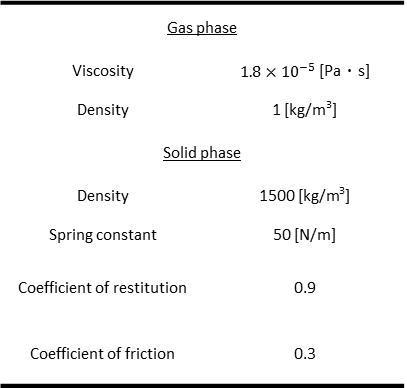 Gas phase
Viscosity 1.8 × 10⁻⁵ [Pa・s]
Density 1 [kg/m³]
Solid phase
Density 1500 [kg/m³]
Spring constant 50 [N/m]
Coefficient of restitution 0.9
Coefficient of friction 0.3